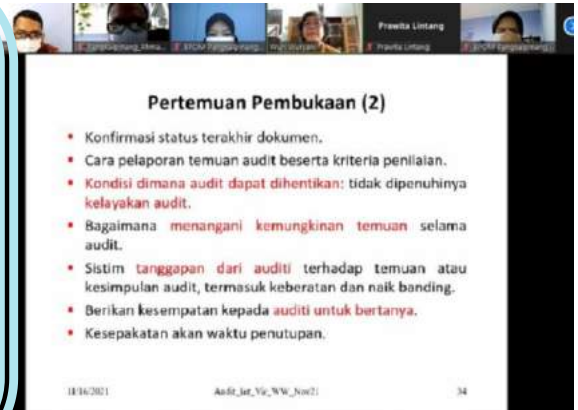 Prawita Lintang
Prawita Lintang
Pertemuan Pembukaan (2)
Konfirmasi status terakhir dokumen.
Cara pelaporan temuan audit beserta kriteria penilaian.
Kondisi dimana audit dapat dihentikan: tidak dipenuhinya
kelayakan audit.
Bagaimana menangani kemungkinan temuan selama
audit.
Sistim tanggapan dari auditi terhadap temuan atau
kesimpulan audit, termasuk keberatan dan naik banding.
Berikan kesempatan kepada auditi untuk bertanya.
Kesepakatan akan waktu penutupan.
11/16/2021
34